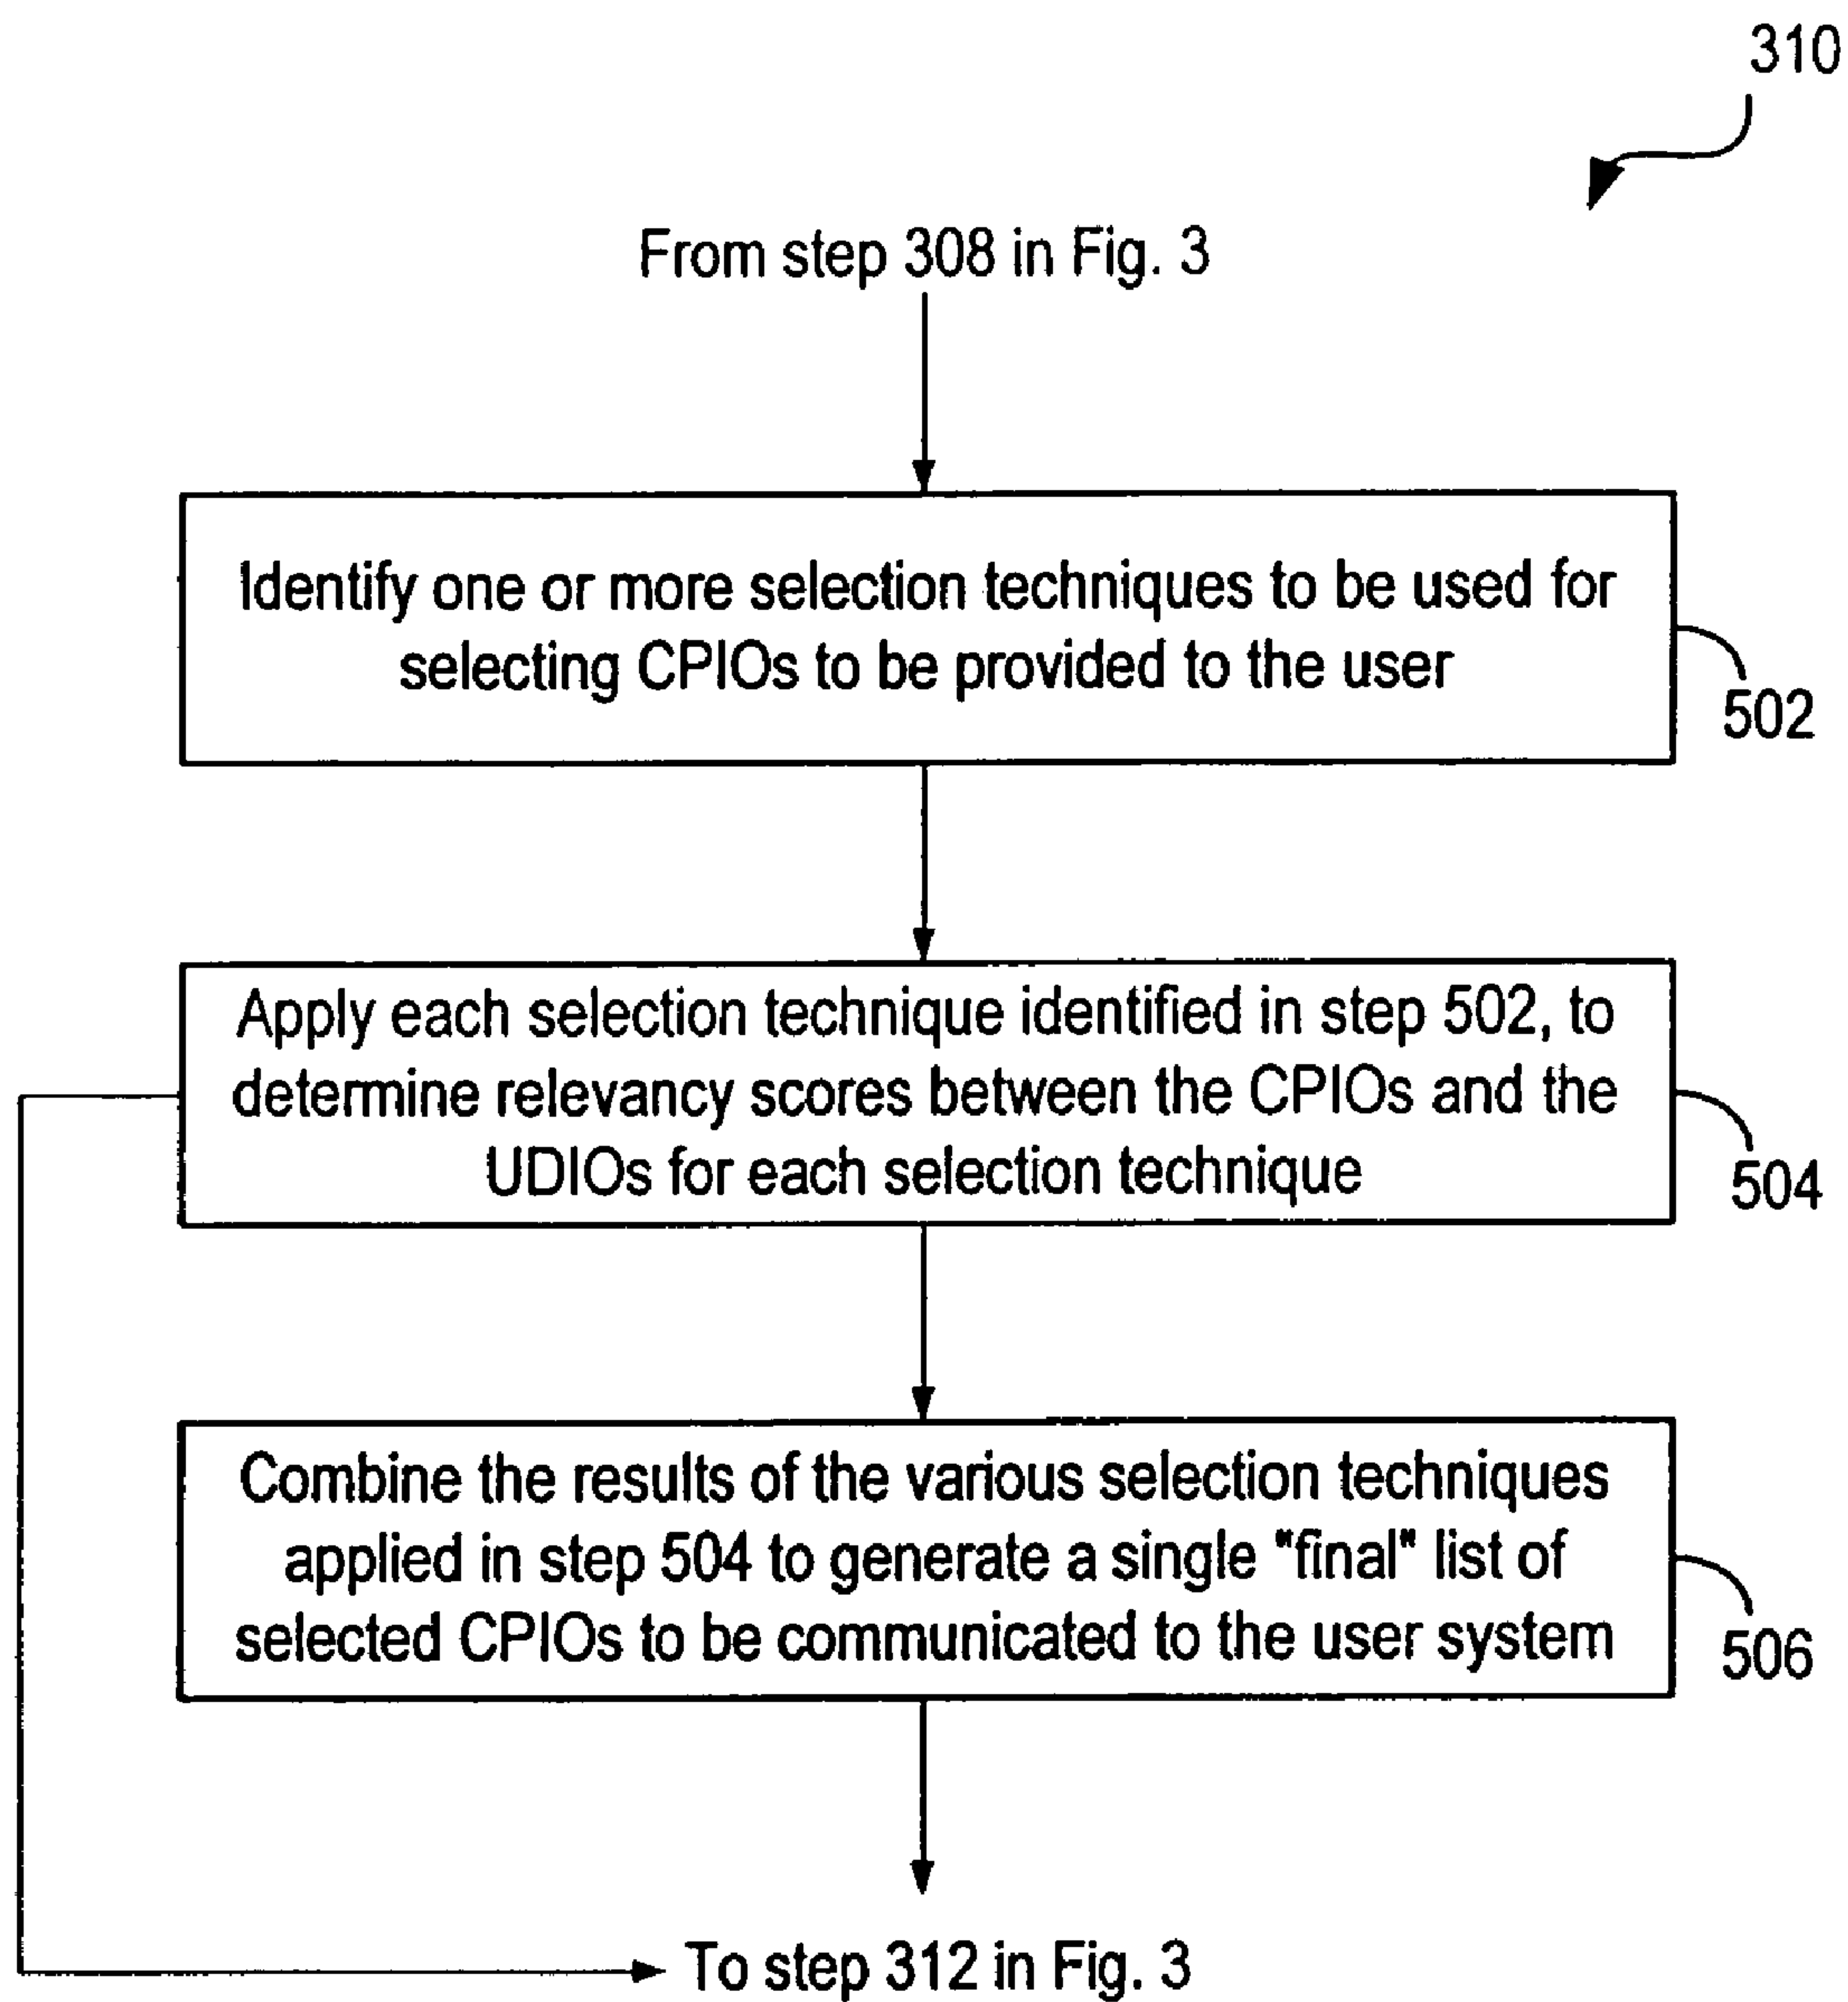 310
From step 308 in Fig. 3
Identify one or more selection techniques to be used for
selecting CPIOs to be provided to the user
502
Apply each selection technique identified in step 502, to
determine relevancy scores between the CPIOs and the
UDIOs for each selection technique
504
Combine the results of the various selection techniques
applied in step 504 to generate a single "final" list of
selected CPIOs to be communicated to the user system
506
To step 312 in Fig. 3